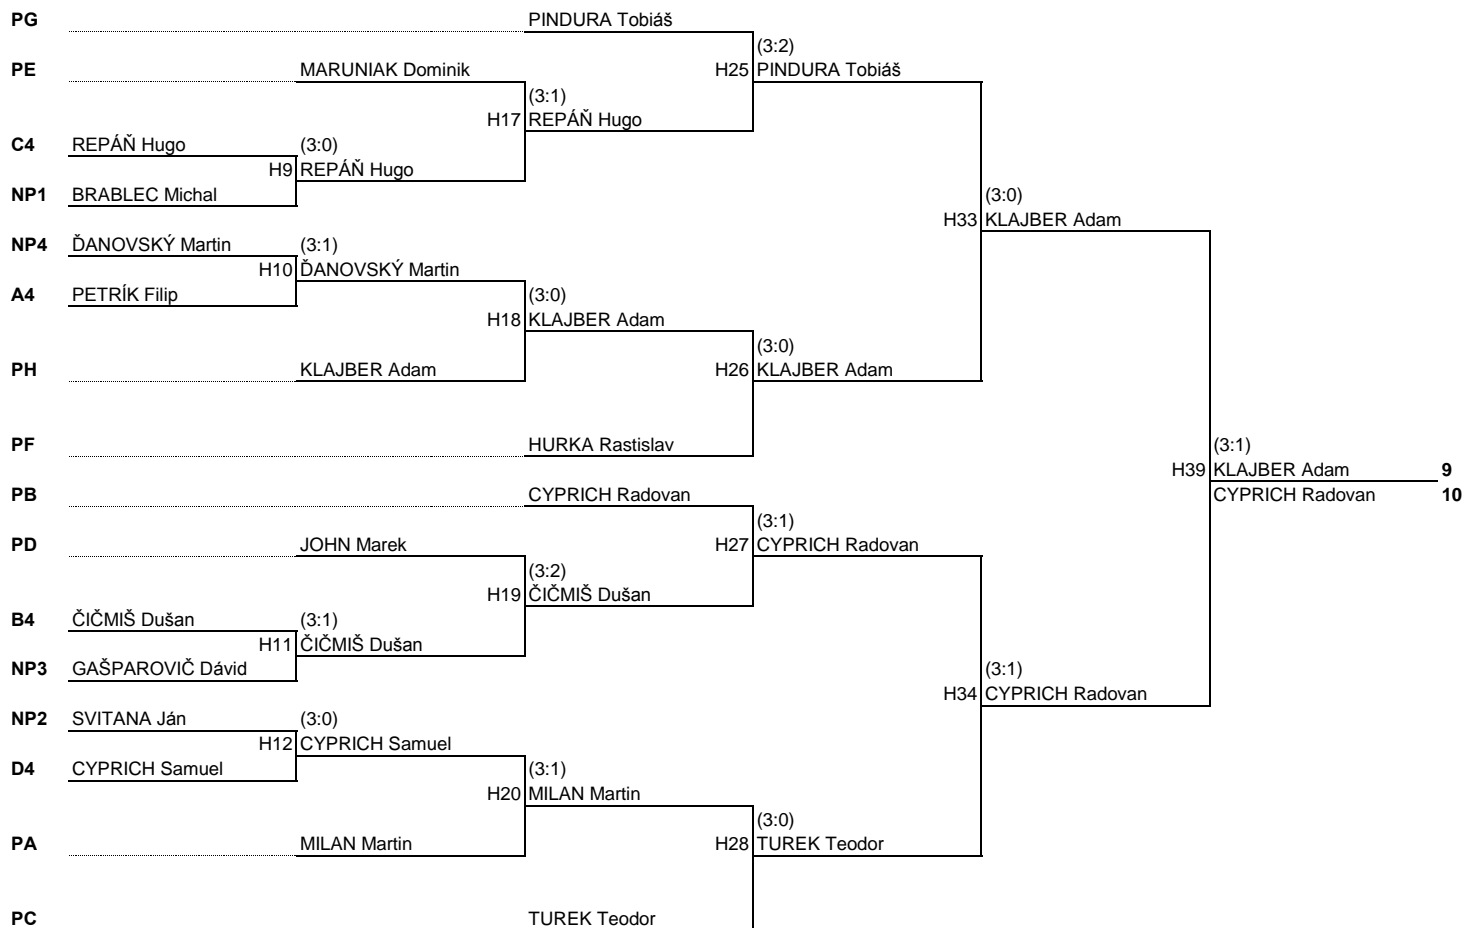 PG PINDURA Tobiáš
(3:2)
PE MARUNIAK Dominik H25 PINDURA Tobiáš
(3:1)
H17 REPÁŇ Hugo
C4 REPÁŇ Hugo (3:0)
H9 REPÁŇ Hugo
NP1 BRABLEC Michal (3:0)
H33 KLAJBER Adam
NP4 ĎANOVSKÝ Martin (3:1)
H10 ĎANOVSKÝ Martin
A4 PETRÍK Filip (3:0)
H18 KLAJBER Adam
(3:0)
PH KLAJBER Adam H26 KLAJBER Adam
PF HURKA Rastislav (3:1)
H39 KLAJBER Adam 9
PB CYPRICH Radovan CYPRICH Radovan 10
(3:1)
PD JOHN Marek H27 CYPRICH Radovan
(3:2)
H19 ČIČMIŠ Dušan
B4 ČIČMIŠ Dušan (3:1)
H11 ČIČMIŠ Dušan
NP3 GAŠPAROVIČ Dávid (3:1)
H34 CYPRICH Radovan
NP2 SVITANA Ján (3:0)
H12 CYPRICH Samuel
D4 CYPRICH Samuel (3:1)
H20 MILAN Martin
(3:0)
PA MILAN Martin H28 TUREK Teodor
PC TUREK Teodor